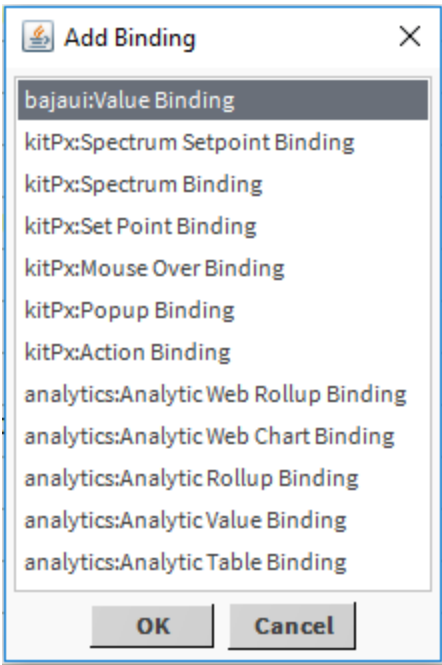 Add Binding
bajaui:Value Binding
kitPx:Spectrum Setpoint Binding
kitPx:Spectrum Binding
kitPx:Set Point Binding
kitPx:Mouse Over Binding
kitPx:Popup Binding
kitPx:Action Binding
analytics:Analytic Web Rollup Binding
analytics:Analytic Web Chart Binding
analytics:Analytic Rollup Binding
analytics:Analytic Value Binding
analytics:Analytic Table Binding
OK Cancel